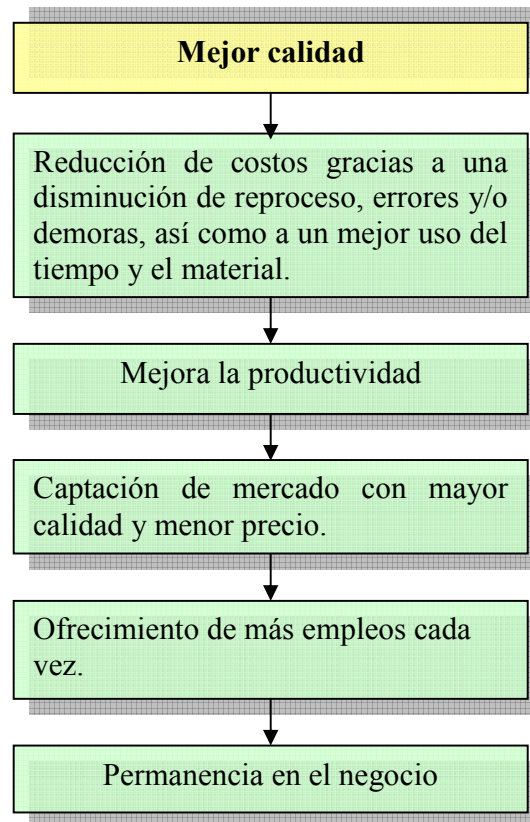 Mejor calidad
Reducción de costos gracias a una
disminución de reproceso, errores y/o
demoras, así como a un mejor uso del
tiempo y el material.
Mejora la productividad
Captación de mercado con mayor
calidad y menor precio.
Ofrecimiento de más empleos cada
vez.
Permanencia en el negocio